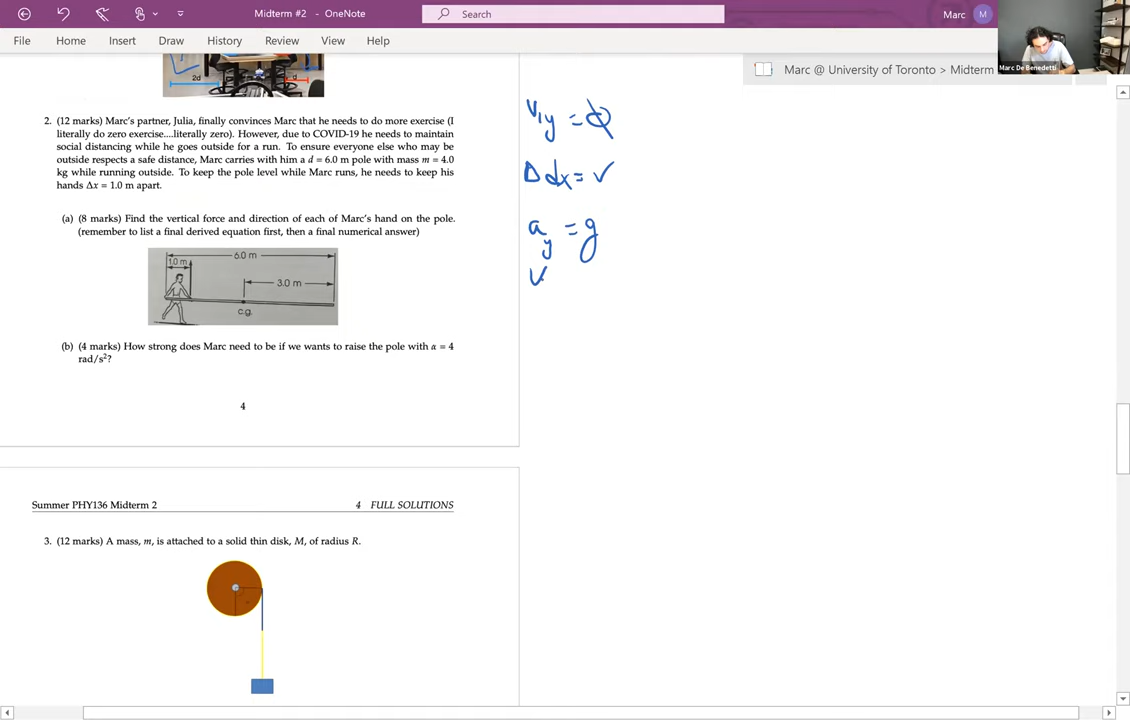 Midterm #2 - OneNote
Search
Marc
M
File Home Insert Draw History Review View Help
Marc De Benedetti
Marc @ University of Toronto > Midterm
2d
d
2. (12 marks) Marc's partner, Julia, finally convinces Marc that he needs to do more exercise (I
literally do zero exercise....literally zero). However, due to COVID-19 he needs to maintain
social distancing while he goes outside for a run. To ensure everyone else who may be
outside respects a safe distance, Marc carries with him a d = 6.0 m pole with mass m = 4.0
kg while running outside. To keep the pole level while Marc runs, he needs to keep his
hands Δx = 1.0 m apart.
(a) (8 marks) Find the vertical force and direction of each of Marc's hand on the pole.
(remember to list a final derived equation first, then a final numerical answer)
6.0 m
1.0 m
3.0 m
c.g.
(b) (4 marks) How strong does Marc need to be if we wants to raise the pole with α = 4
rad/s²?
4
Summer PHY136 Midterm 2 4 FULL SOLUTIONS
3. (12 marks) A mass, m, is attached to a solid thin disk, M, of radius R.
V₁y = 0
Δdx = ✓
ay = g
V